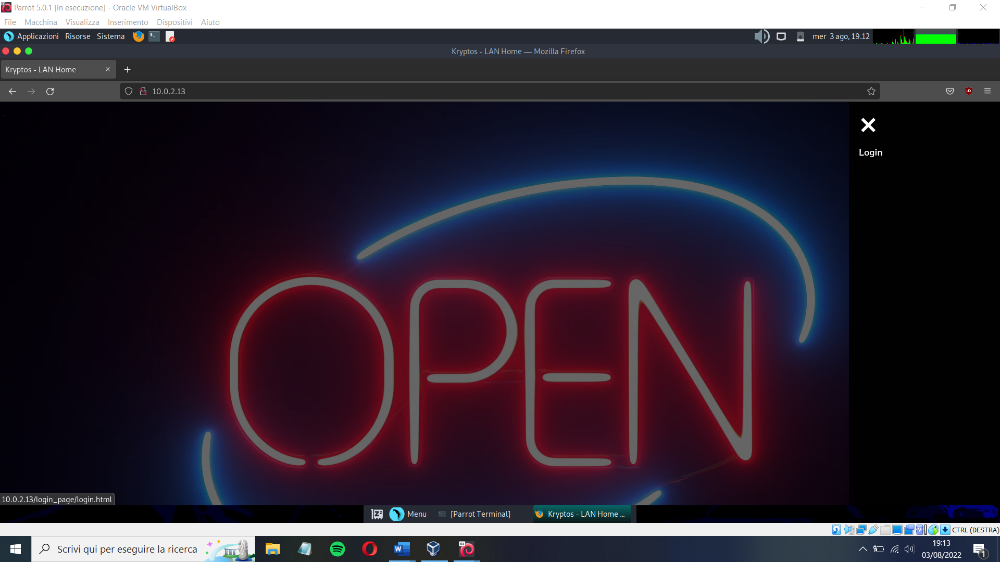 Parrot 5.0.1 [In esecuzione] - Oracle VM VirtualBox
File Macchina Visualizza Inserimento Dispositivi Aiuto
Applicazioni Risorse Sistema
mer 3 ago, 19.12
Kryptos - LAN Home — Mozilla Firefox
Kryptos - LAN Home
10.0.2.13
Login
OPEN
10.0.2.13/login_page/login.html
Menu
[Parrot Terminal]
Kryptos - LAN Home ...
CTRL (DESTRA)
Scrivi qui per eseguire la ricerca
19:13
03/08/2022
1